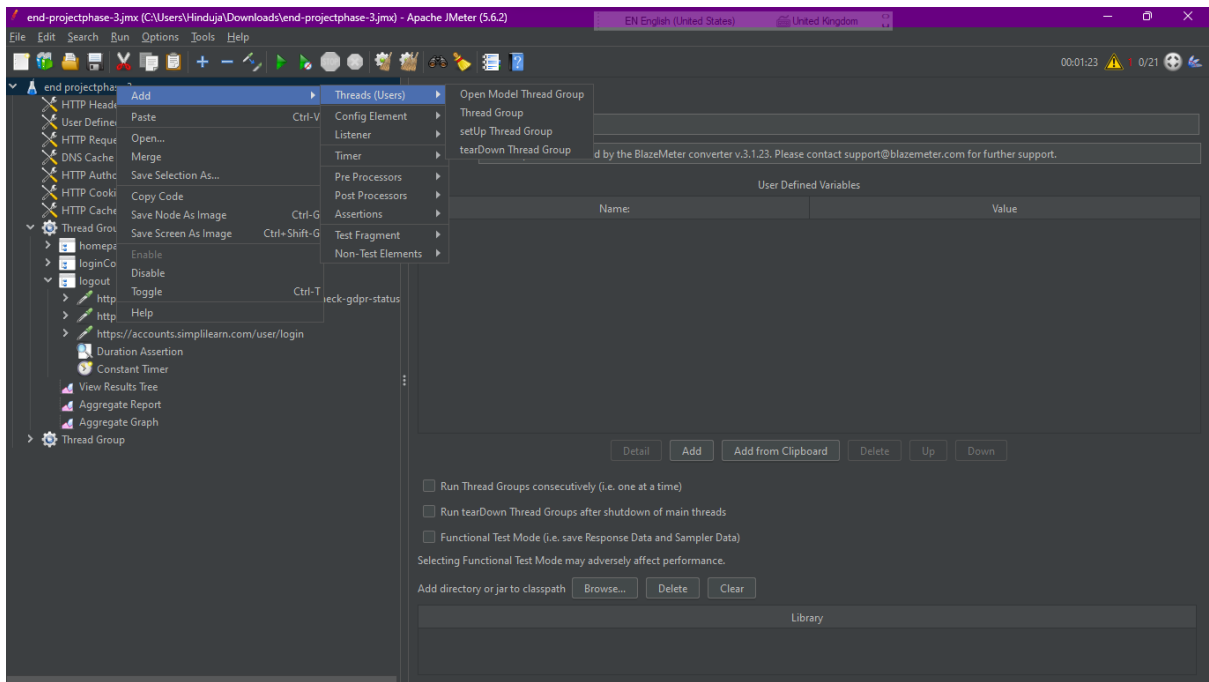 end-projectphase-3.jmx (C:\Users\Hinduja\Downloads\end-projectphase-3.jmx) - Apache JMeter (5.6.2)
EN English (United States) United Kingdom
File Edit Search Run Options Tools Help
00:01:23 0/21
end projectphase-3
HTTP Heade
User Define
HTTP Reque
DNS Cache
HTTP Autho
HTTP Cooki
HTTP Cache
Thread Grou
homepa
loginCo
logout
http
eck-gdpr-status
http
https://accounts.simplilearn.com/user/login
Duration Assertion
Constant Timer
View Results Tree
Aggregate Report
Aggregate Graph
Thread Group
Add
Paste Ctrl-V
Open...
Merge
Save Selection As...
Copy Code
Save Node As Image Ctrl-G
Save Screen As Image Ctrl+Shift-G
Enable
Disable
Toggle Ctrl-T
Help
Threads (Users)
Config Element
Listener
Timer
Pre Processors
Post Processors
Assertions
Test Fragment
Non-Test Elements
Open Model Thread Group
Thread Group
setUp Thread Group
tearDown Thread Group
d by the BlazeMeter converter v.3.1.23. Please contact support@blazemeter.com for further support.
User Defined Variables
Name: Value
Detail Add Add from Clipboard Delete Up Down
Run Thread Groups consecutively (i.e. one at a time)
Run tearDown Thread Groups after shutdown of main threads
Functional Test Mode (i.e. save Response Data and Sampler Data)
Selecting Functional Test Mode may adversely affect performance.
Add directory or jar to classpath Browse... Delete Clear
Library